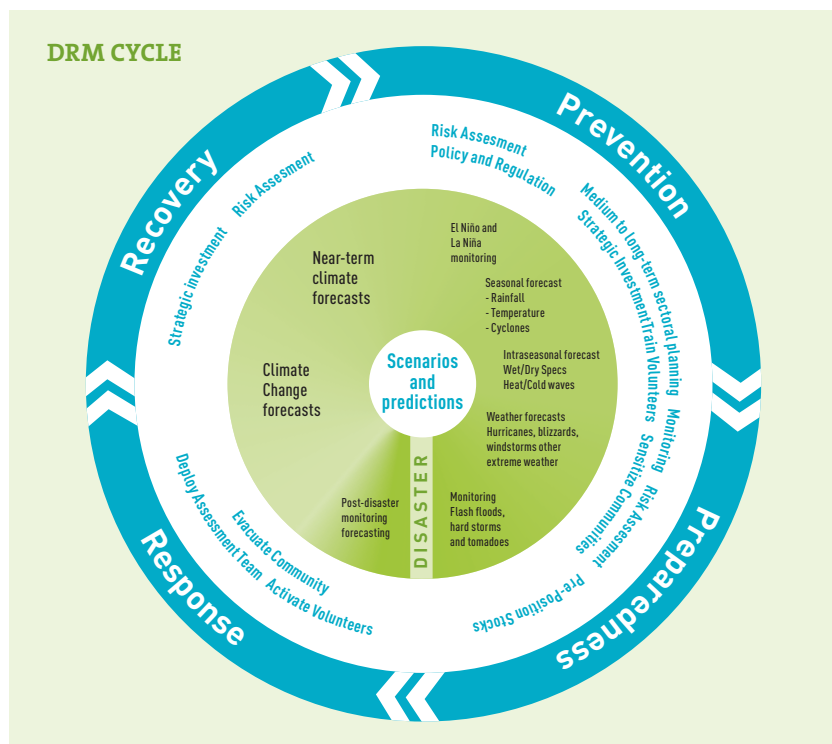 DRM CYCLE
Prevention
Risk Assesment
Policy and Regulation
Medium to long-term sectoral planning
Strategic Investment
Train Volunteers
Monitoring
Sensitize Communities
Risk Assesment
Preparedness
Pre-Position Stocks
Response
Deploy Assessment Team
Evacuate Community
Activate Volunteers
Recovery
Strategic investment
Risk Assesment
El Niño and
La Niña
monitoring
Seasonal forecast
- Rainfall
- Temperature
- Cyclones
Intraseasonal forecast
Wet/Dry Specs
Heat/Cold waves
Weather forecasts
Hurricanes, blizzards,
windstorms other
extreme weather
Monitoring
Flash floods,
hard storms
and tomadoes
DISASTER
Post-disaster
monitoring
forecasting
Climate
Change
forecasts
Near-term
climate
forecasts
Scenarios
and
predictions